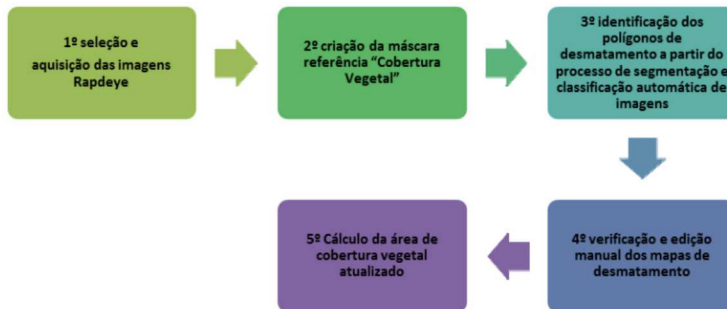 1º seleção e
aquisição das imagens
Rapdeye
2º criação da máscara
referência “Cobertura
Vegetal”
3º identificação dos
polígonos de
desmatamento a partir do
processo de segmentação e
classificação automática de
imagens
4º verificação e edição
manual dos mapas de
desmatamento
5º Cálculo da área de
cobertura vegetal
atualizado